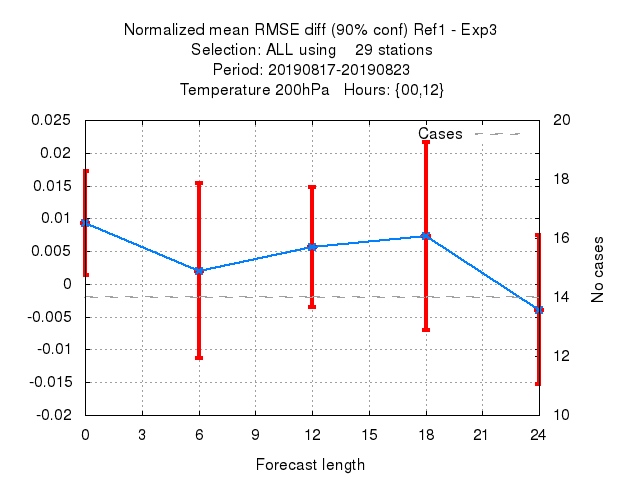 Normalized mean RMSE diff (90% conf) Ref1 - Exp3
Selection: ALL using    29 stations
Period: 20190817-20190823
Temperature 200hPa   Hours: {00,12}
Cases
0.025
0.02
0.015
0.01
0.005
0
-0.005
-0.01
-0.015
-0.02
20
18
16
14
12
10
No cases
0 3 6 9 12 15 18 21 24
Forecast length